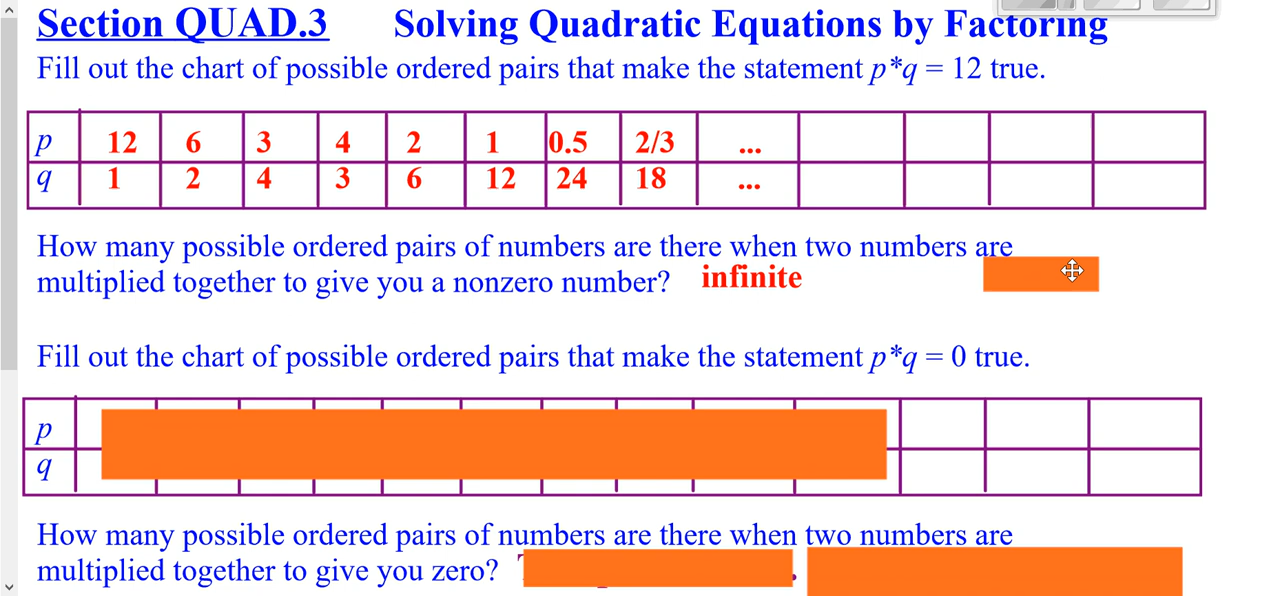 Section QUAD.3 Solving Quadratic Equations by Factoring
Fill out the chart of possible ordered pairs that make the statement p*q = 12 true.
p 12 6 3 4 2 1 0.5 2/3 ...
q 1 2 4 3 6 12 24 18 ...
How many possible ordered pairs of numbers are there when two numbers are
multiplied together to give you a nonzero number? infinite
Fill out the chart of possible ordered pairs that make the statement p*q = 0 true.
p
q
How many possible ordered pairs of numbers are there when two numbers are
multiplied together to give you zero?